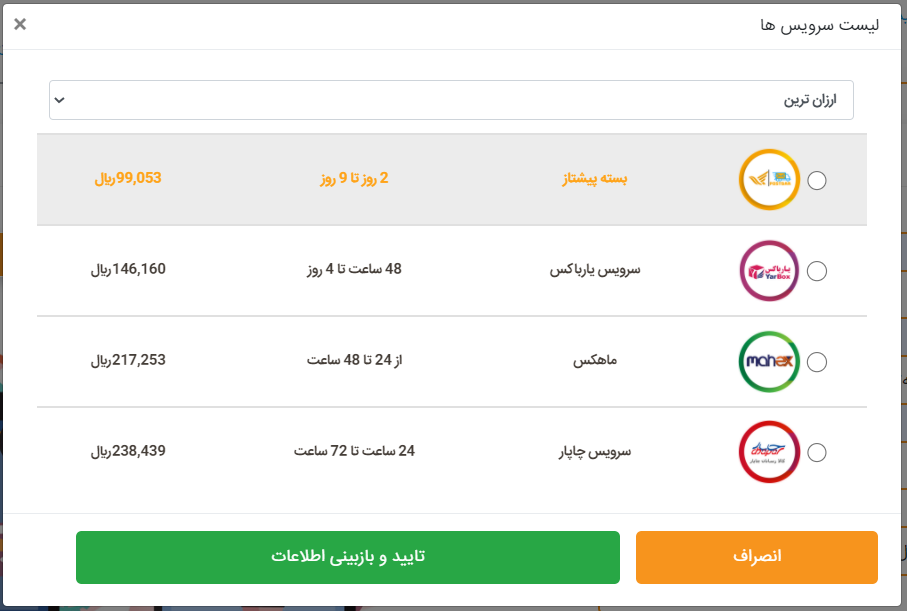 لیست سرویس ها
×
ارزان ترین
بسته پیشتاز 2 روز تا 9 روز 99,053ریال
یارباکس YarBox
سرویس یارباکس 48 ساعت تا 4 روز 146,160ریال
mahex
ماهکس از 24 تا 48 ساعت 217,253ریال
سرویس چاپار 24 ساعت تا 72 ساعت 238,439ریال
انصراف
تایید و بازبینی اطلاعات